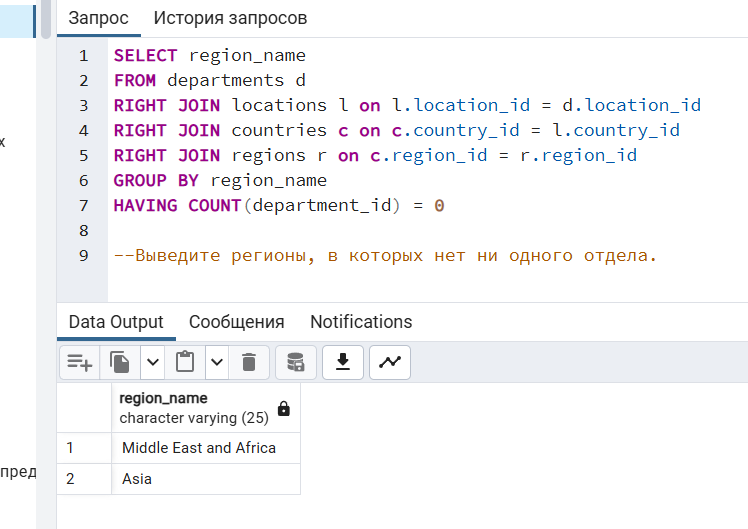 Запрос История запросов
1 SELECT region_name
2 FROM departments d
3 RIGHT JOIN locations l on l.location_id = d.location_id
4 RIGHT JOIN countries c on c.country_id = l.country_id
5 RIGHT JOIN regions r on c.region_id = r.region_id
6 GROUP BY region_name
7 HAVING COUNT(department_id) = 0
8
9 --Выведите регионы, в которых нет ни одного отдела.
х
Data Output Сообщения Notifications
region_name
character varying (25)
1 Middle East and Africa
2 Asia
пред